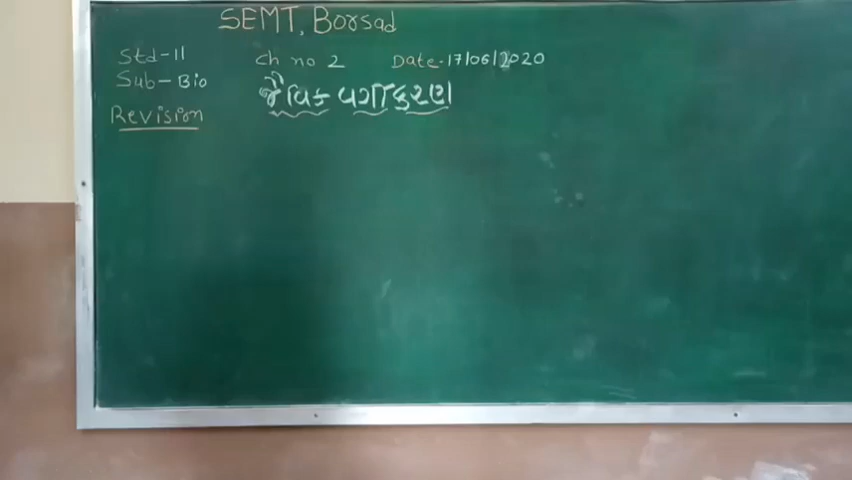 SEMT, Borsad
Std-11 Ch no 2 Date-17/06/2020
Sub-Bio
જૈવિક વર્ગીકરણ
Revision